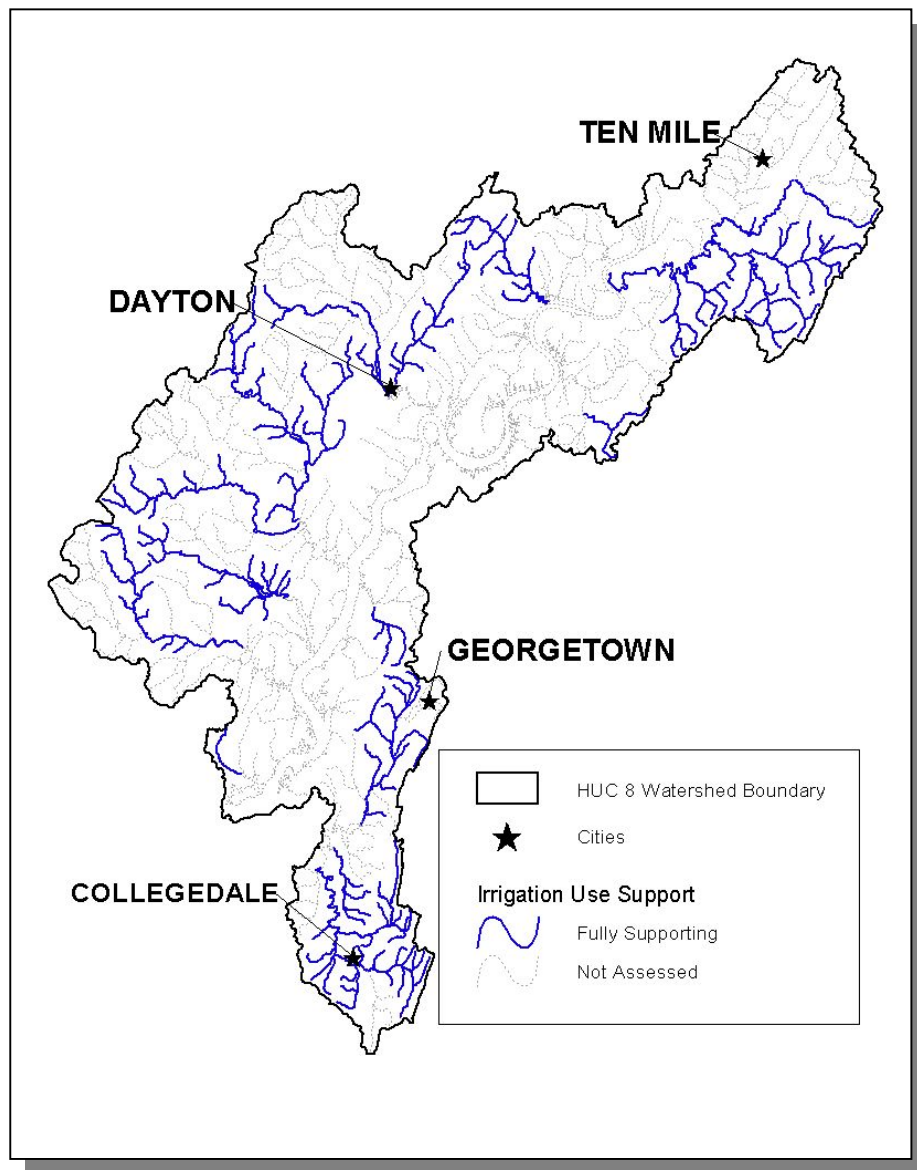 TEN MILE
DAYTON
GEORGETOWN
HUC 8 Watershed Boundary
Cities
COLLEGEDALE
Irrigation Use Support
Fully Supporting
Not Assessed